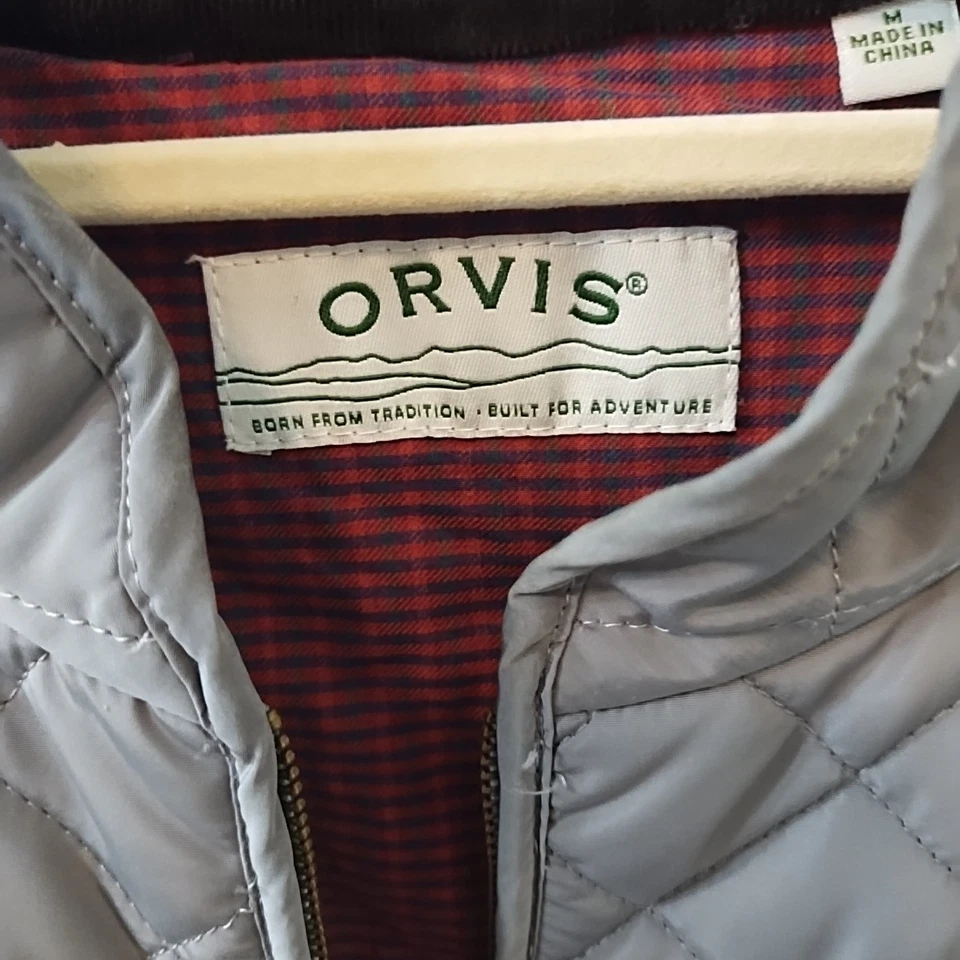 M
MADE IN
CHINA
ORVIS®
BORN FROM TRADITION · BUILT FOR ADVENTURE